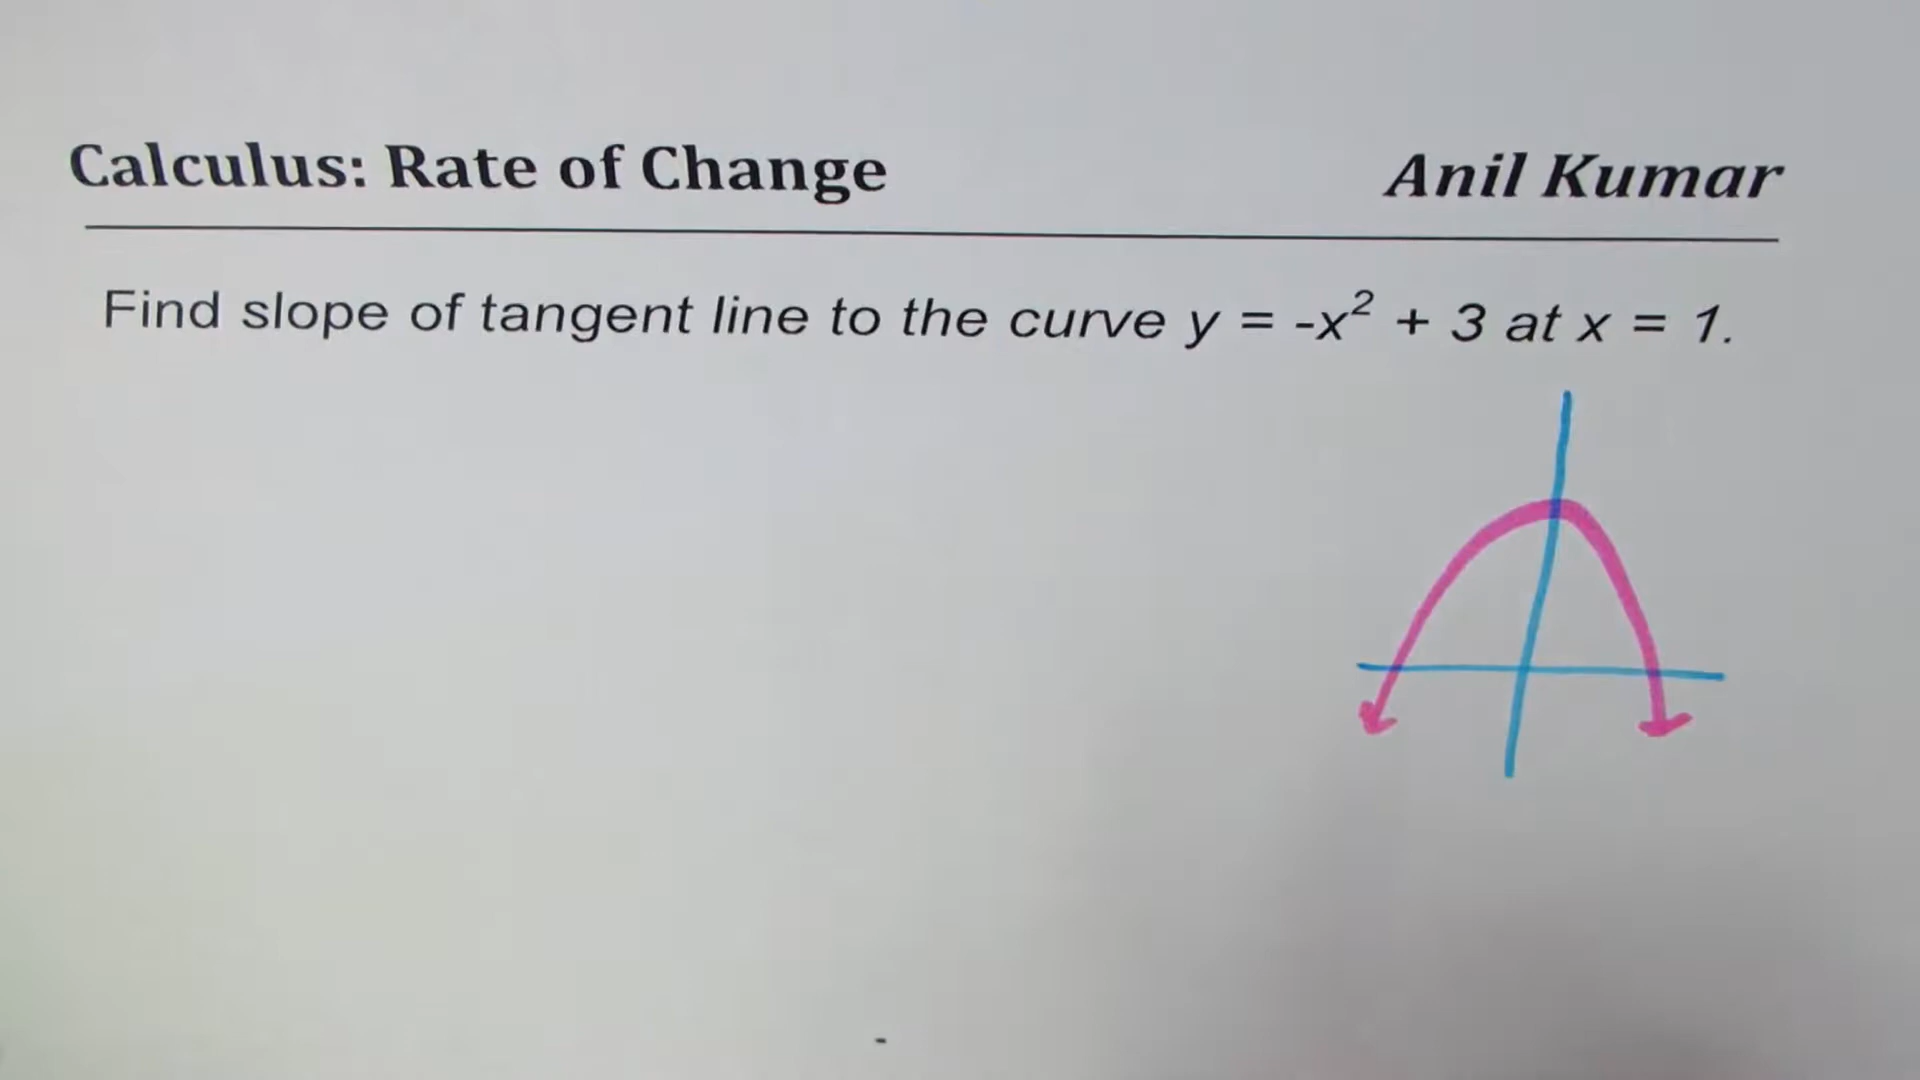 Calculus: Rate of Change Anil Kumar
Find slope of tangent line to the curve y = -x² + 3 at x = 1.